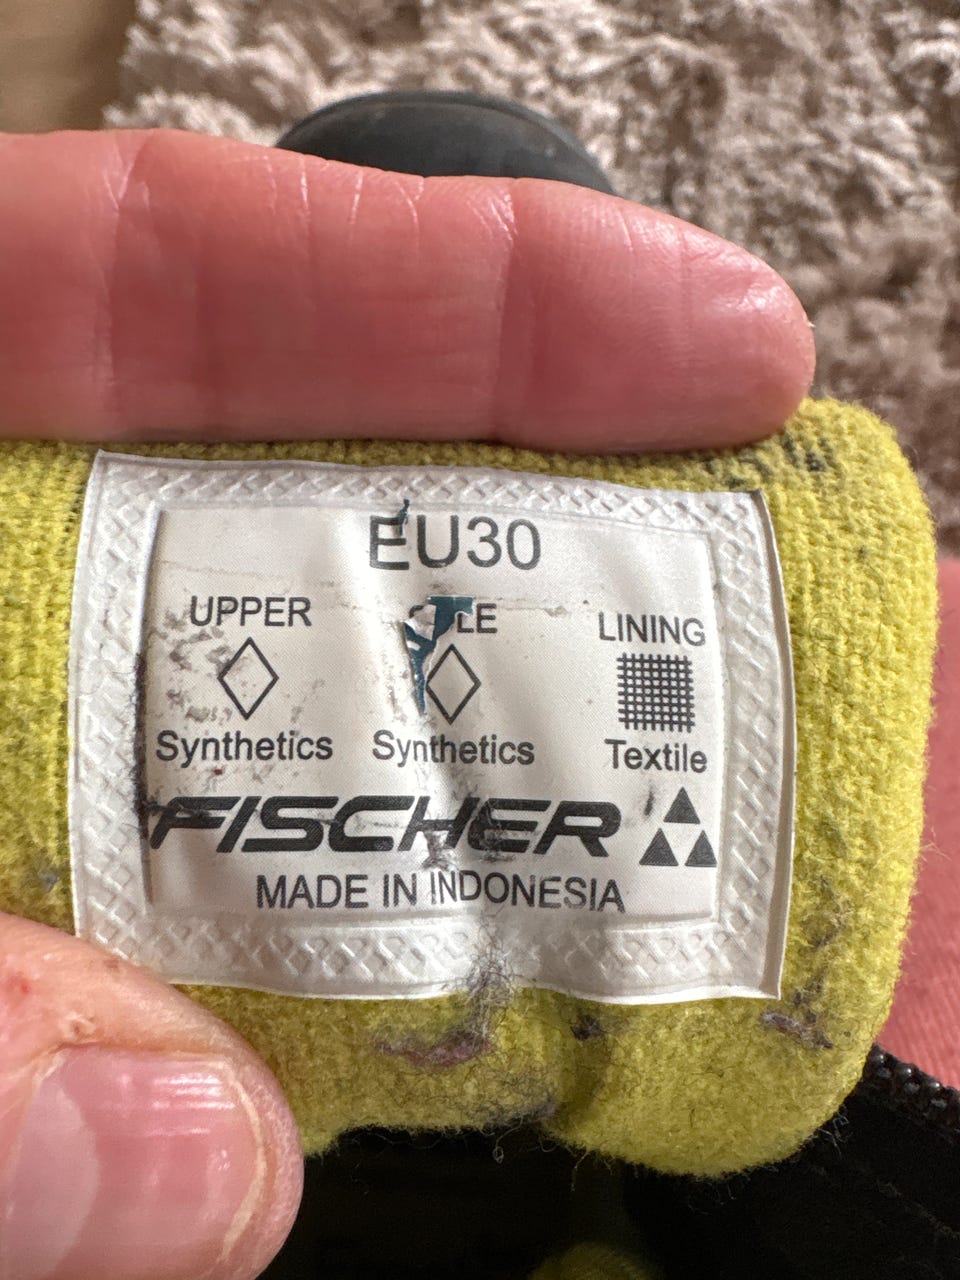 EU30
UPPER LINING
Synthetics Synthetics Textile
FISCHER
MADE IN INDONESIA